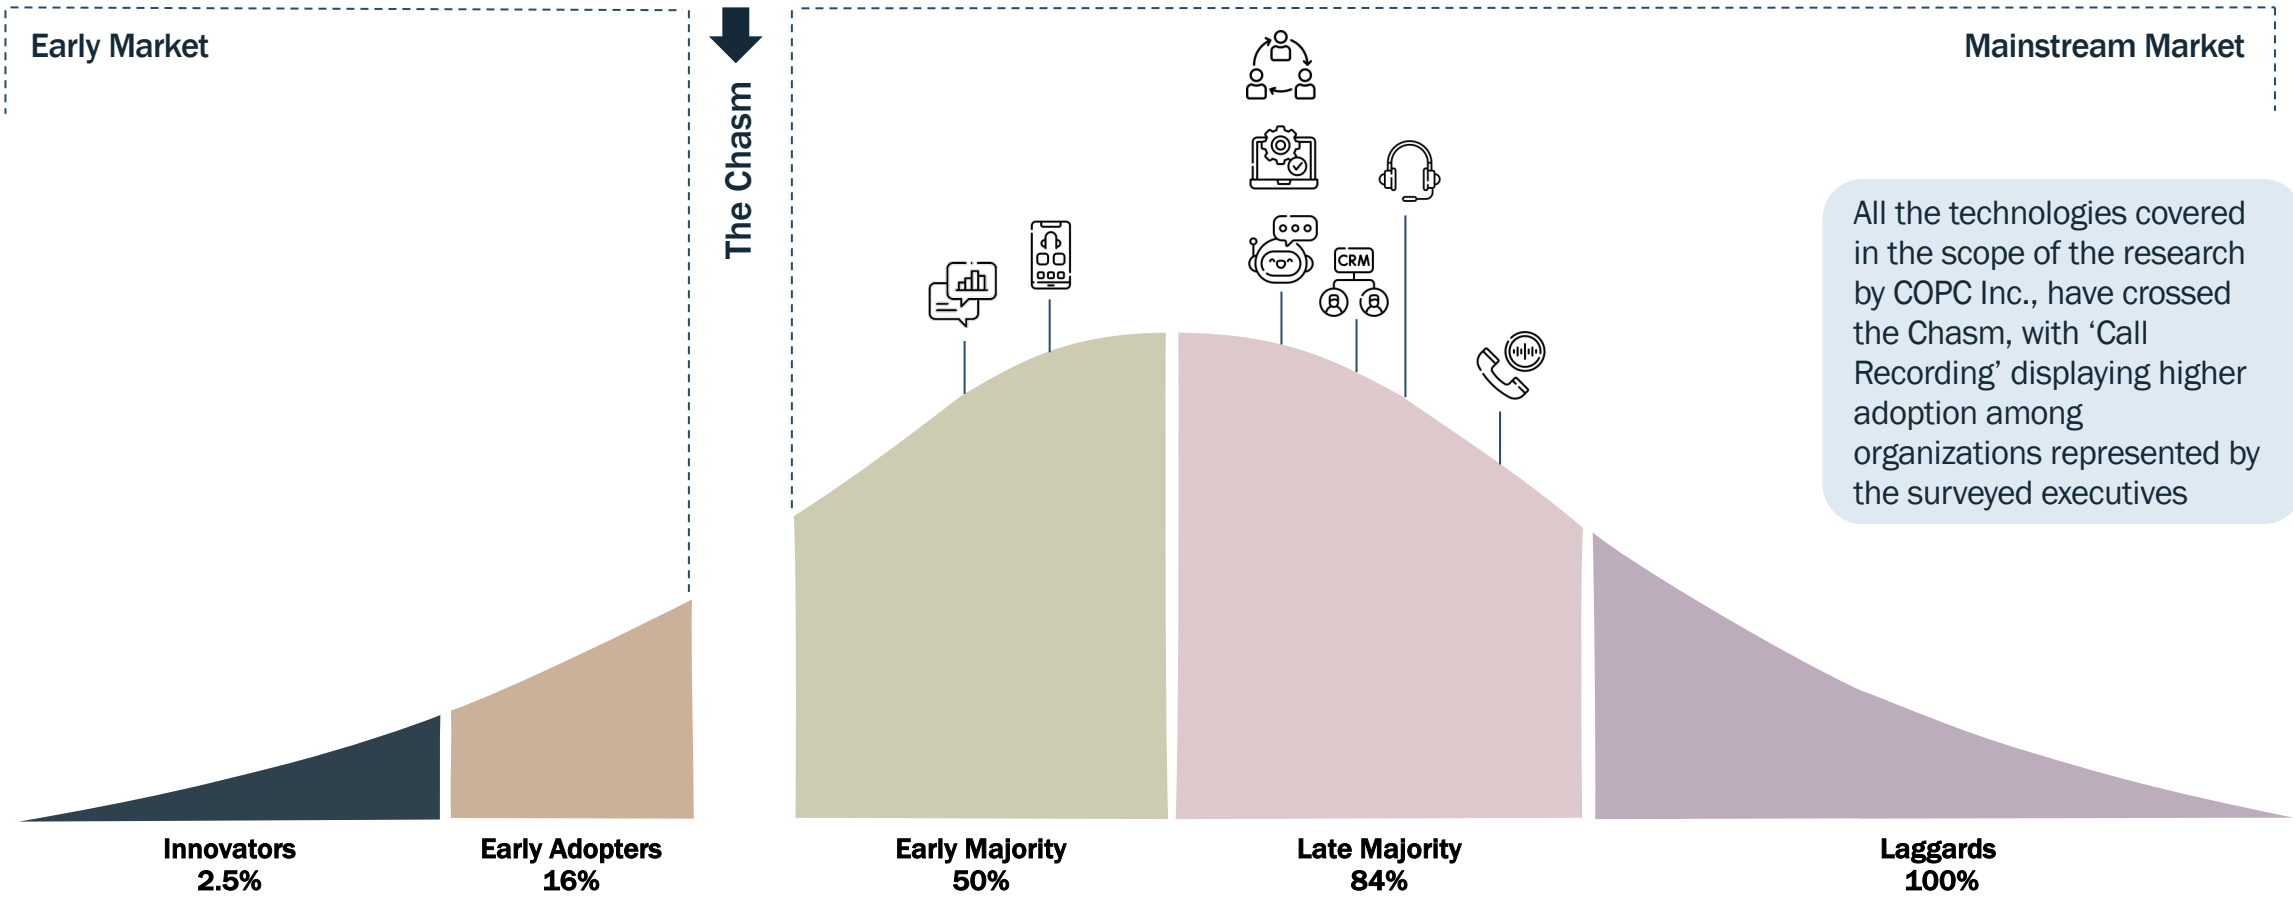 Early Market
The Chasm
Mainstream Market
CRM
All the technologies covered
in the scope of the research
by COPC Inc., have crossed
the Chasm, with ‘Call
Recording’ displaying higher
adoption among
organizations represented by
the surveyed executives
Innovators
2.5%
Early Adopters
16%
Early Majority
50%
Late Majority
84%
Laggards
100%